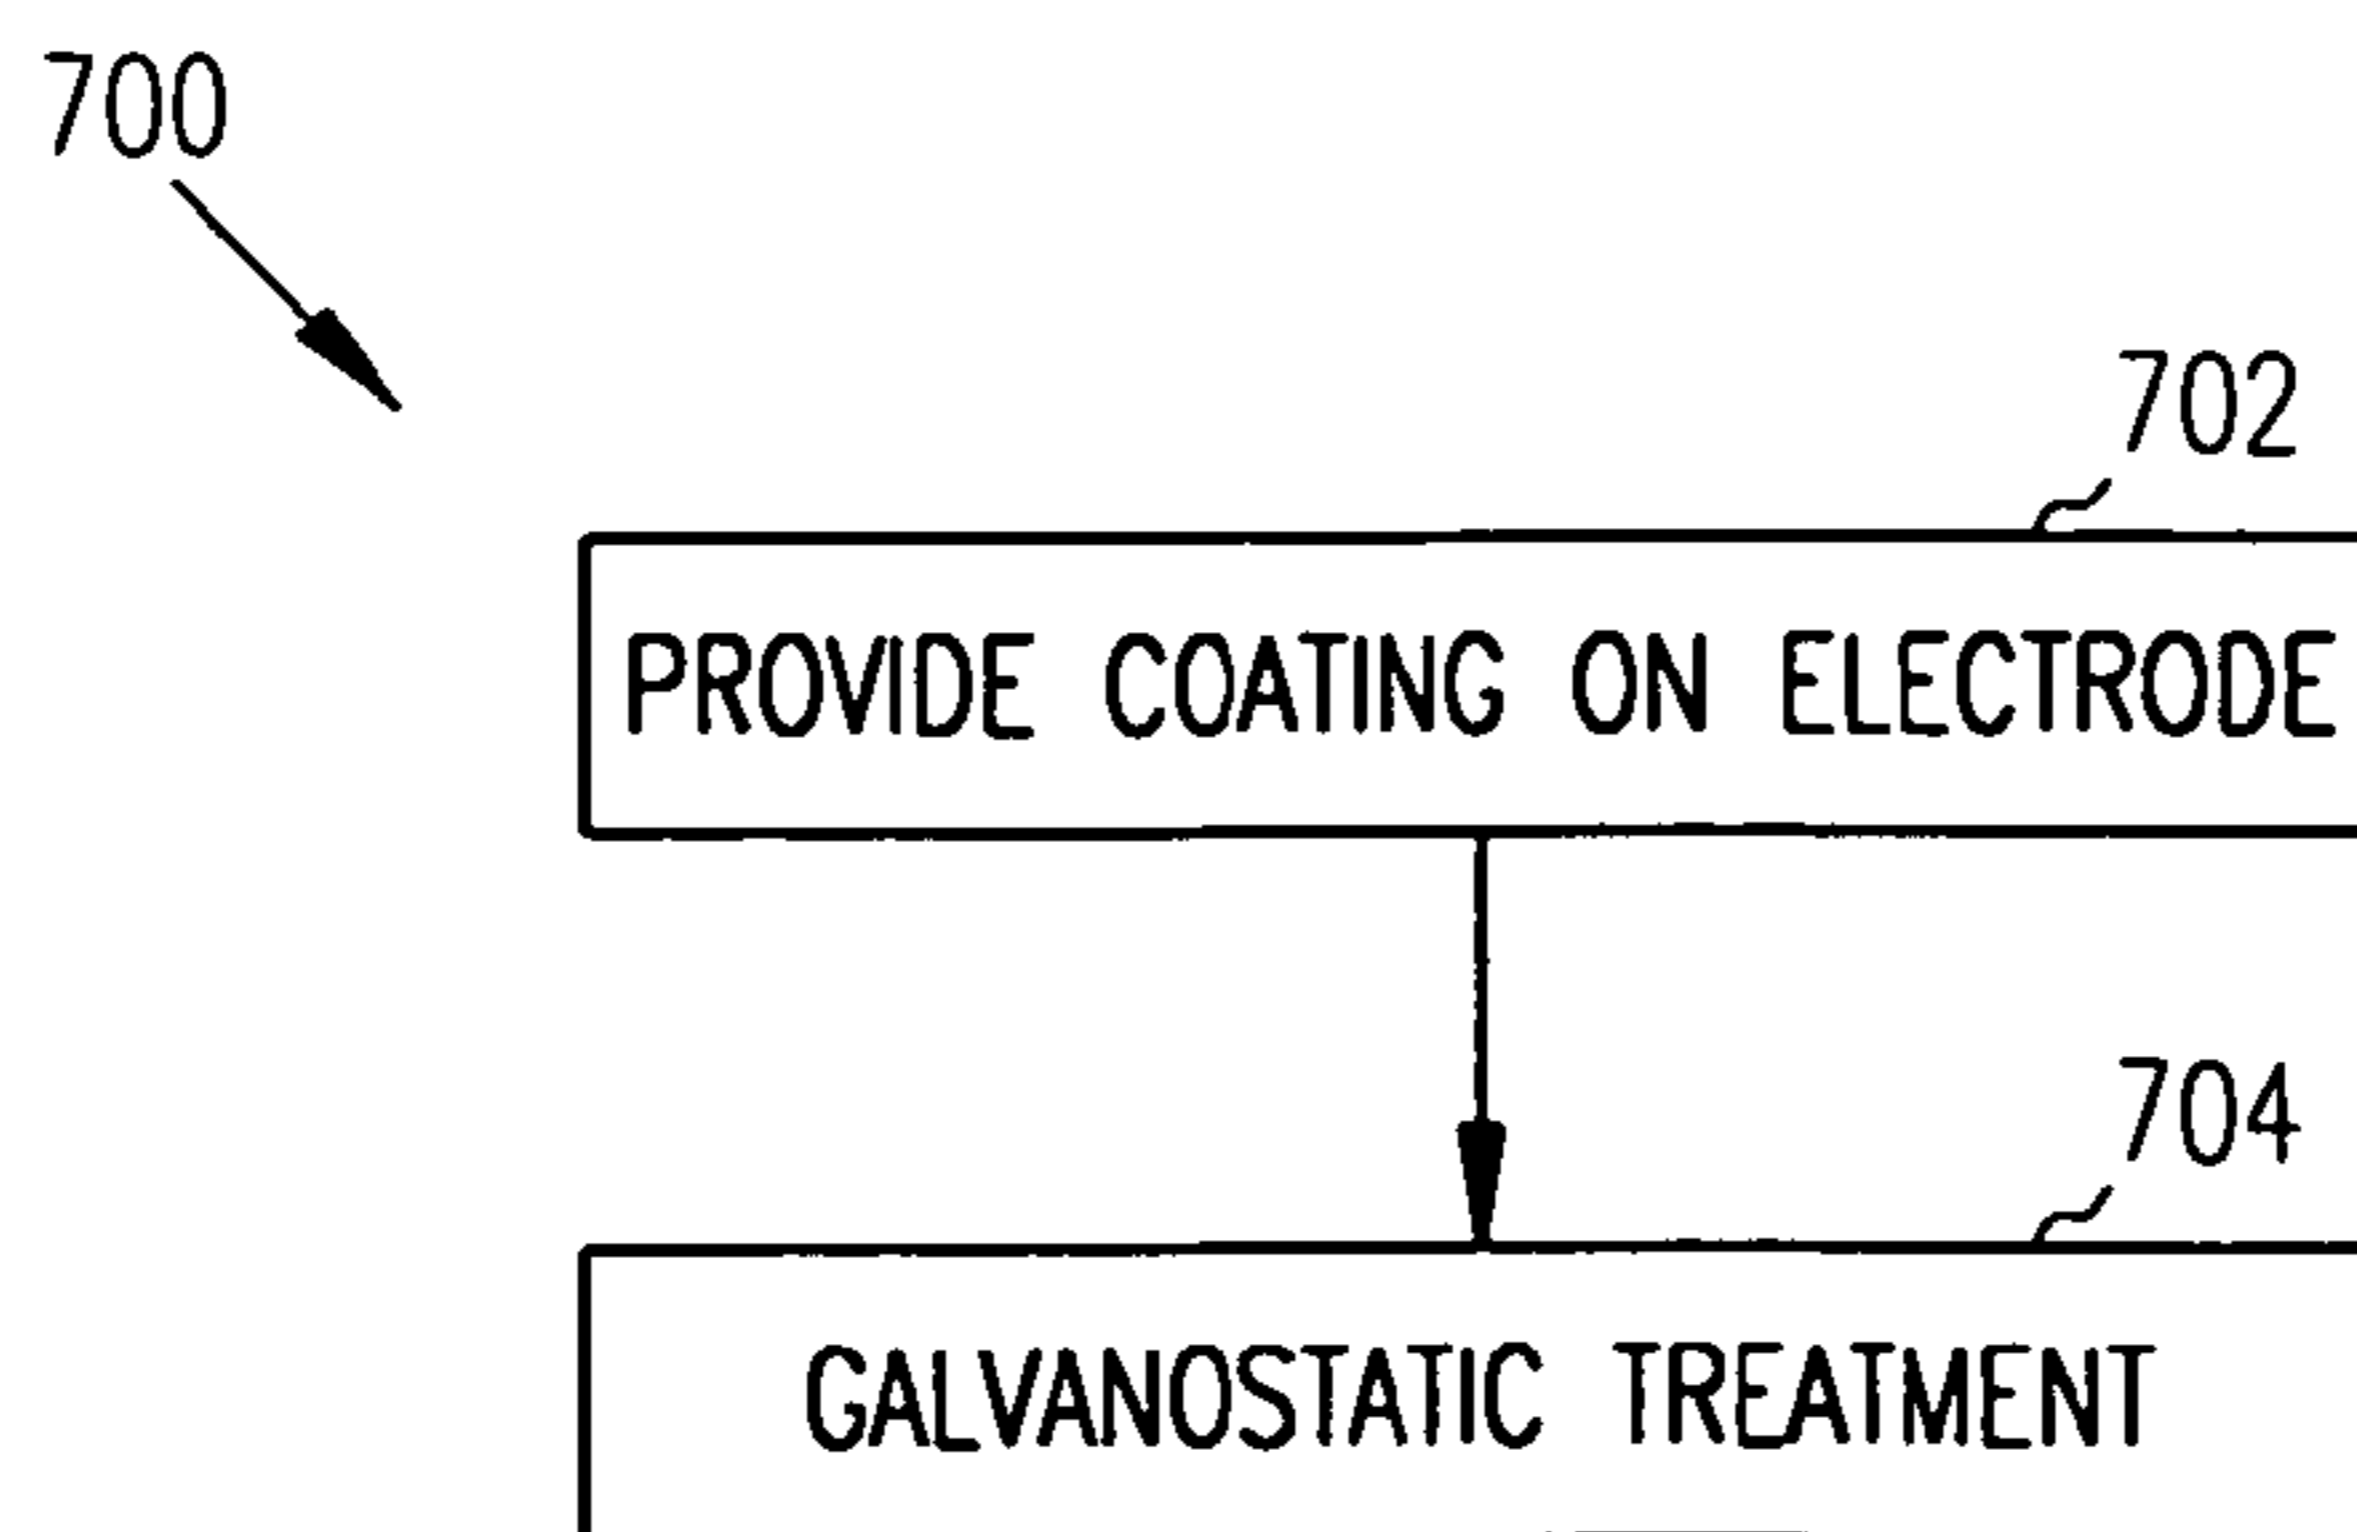 700
702
PROVIDE COATING ON ELECTRODE
704
GALVANOSTATIC TREATMENT